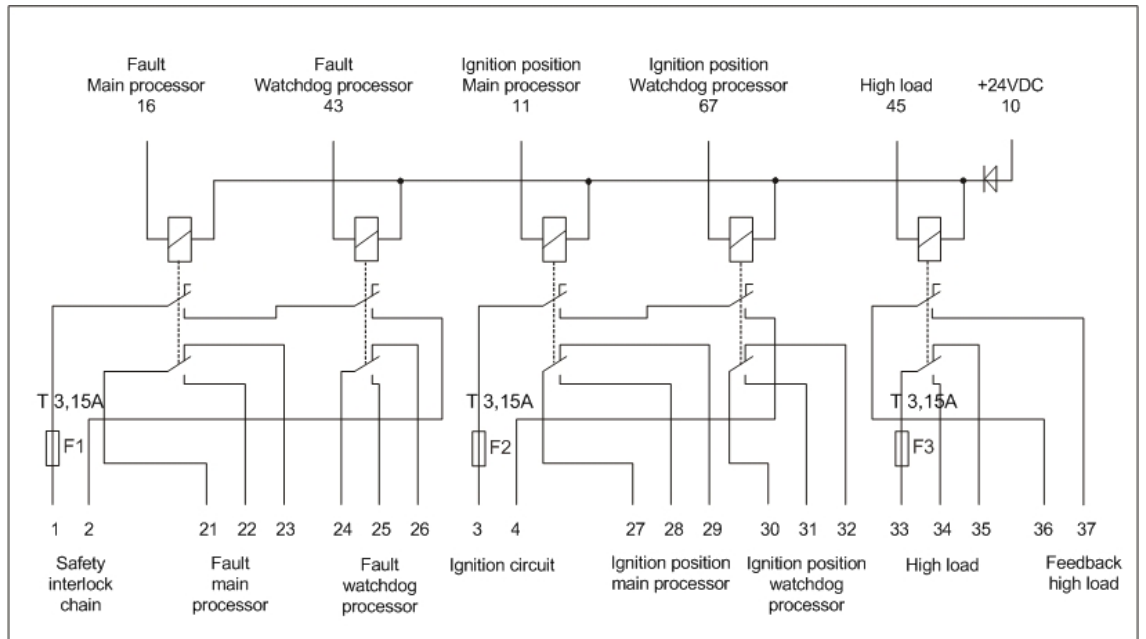 Fault
Main processor
16
Fault
Watchdog processor
43
Ignition position
Main processor
11
Ignition position
Watchdog processor
67
High load
45
+24VDC
10
T 3,15A
T 3,15A
T 3,15A
F1
F2
F3
1 2 21 22 23 24 25 26 3 4 27 28 29 30 31 32 33 34 35 36 37
Safety
interlock
chain
Fault
main
processor
Fault
watchdog
processor
Ignition circuit
Ignition position
main processor
Ignition position
watchdog
processor
High load
Feedback
high load